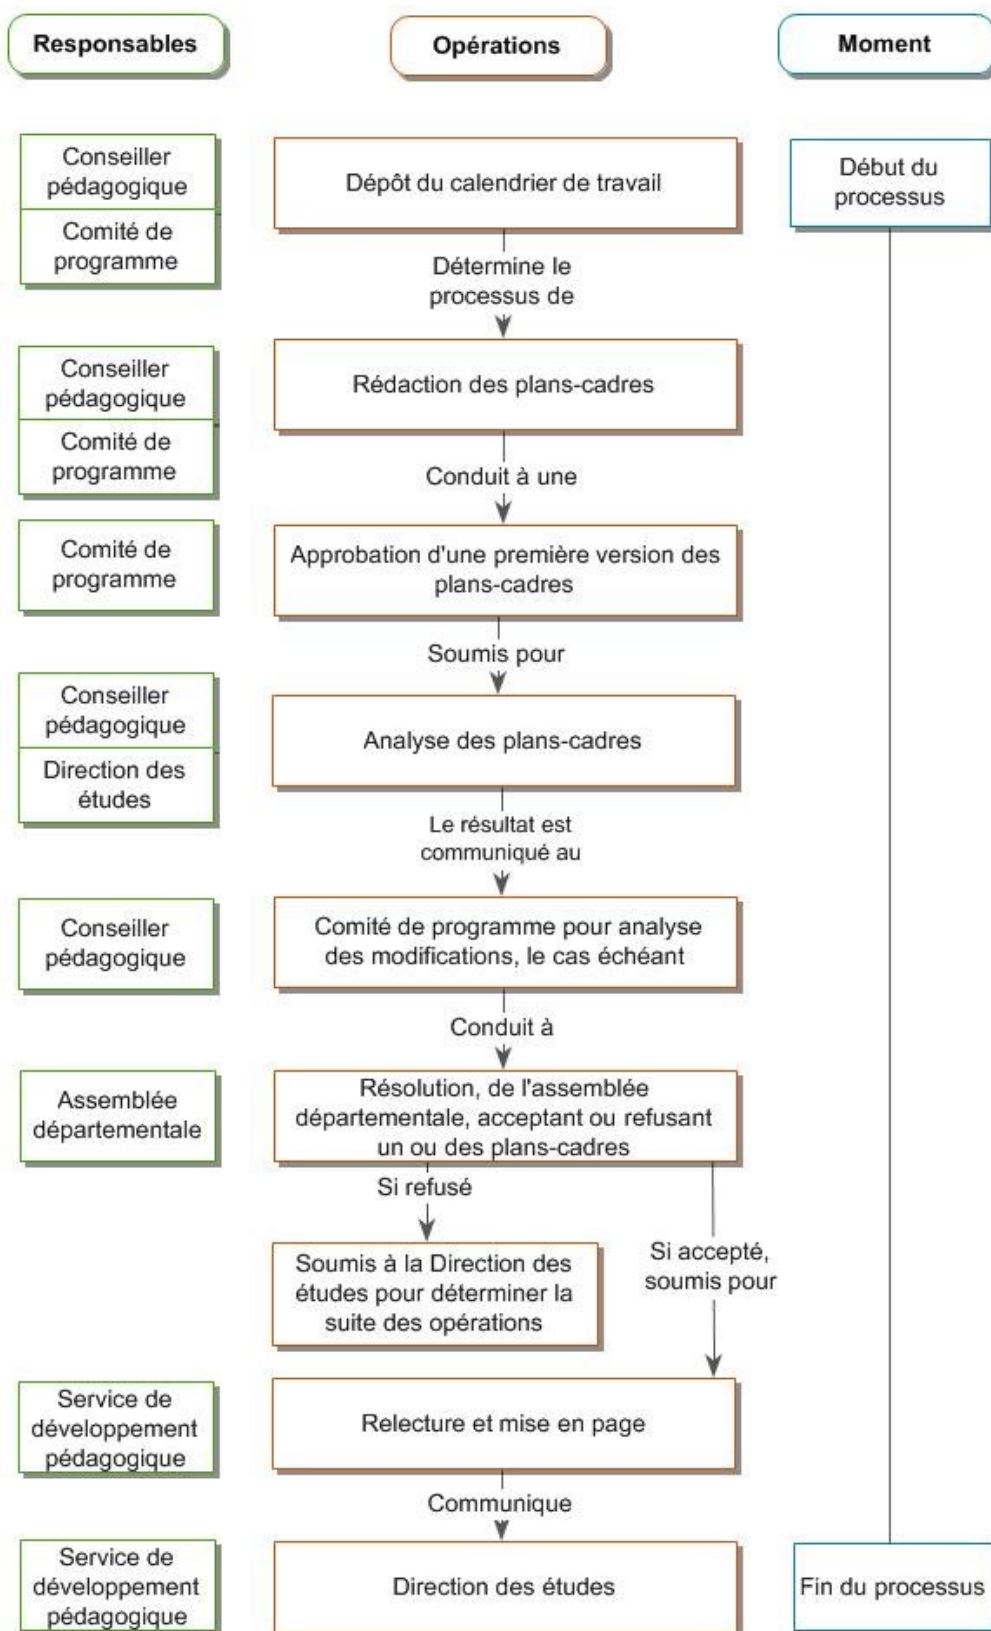 Responsables
Opérations
Moment
Conseiller
pédagogique
Comité de
programme
Dépôt du calendrier de travail
Début du
processus
Détermine le
processus de
Conseiller
pédagogique
Comité de
programme
Rédaction des plans-cadres
Conduit à une
Comité de
programme
Approbation d'une première version des
plans-cadres
Soumis pour
Conseiller
pédagogique
Direction des
études
Analyse des plans-cadres
Le résultat est
communiqué au
Conseiller
pédagogique
Comité de programme pour analyse
des modifications, le cas échéant
Conduit à
Assemblée
départementale
Résolution, de l'assemblée
départementale, acceptant ou refusant
un ou des plans-cadres
Si refusé
Soumis à la Direction des
études pour déterminer la
suite des opérations
Si accepté,
soumis pour
Service de
développement
pédagogique
Relecture et mise en page
Communique
Service de
développement
pédagogique
Direction des études
Fin du processus